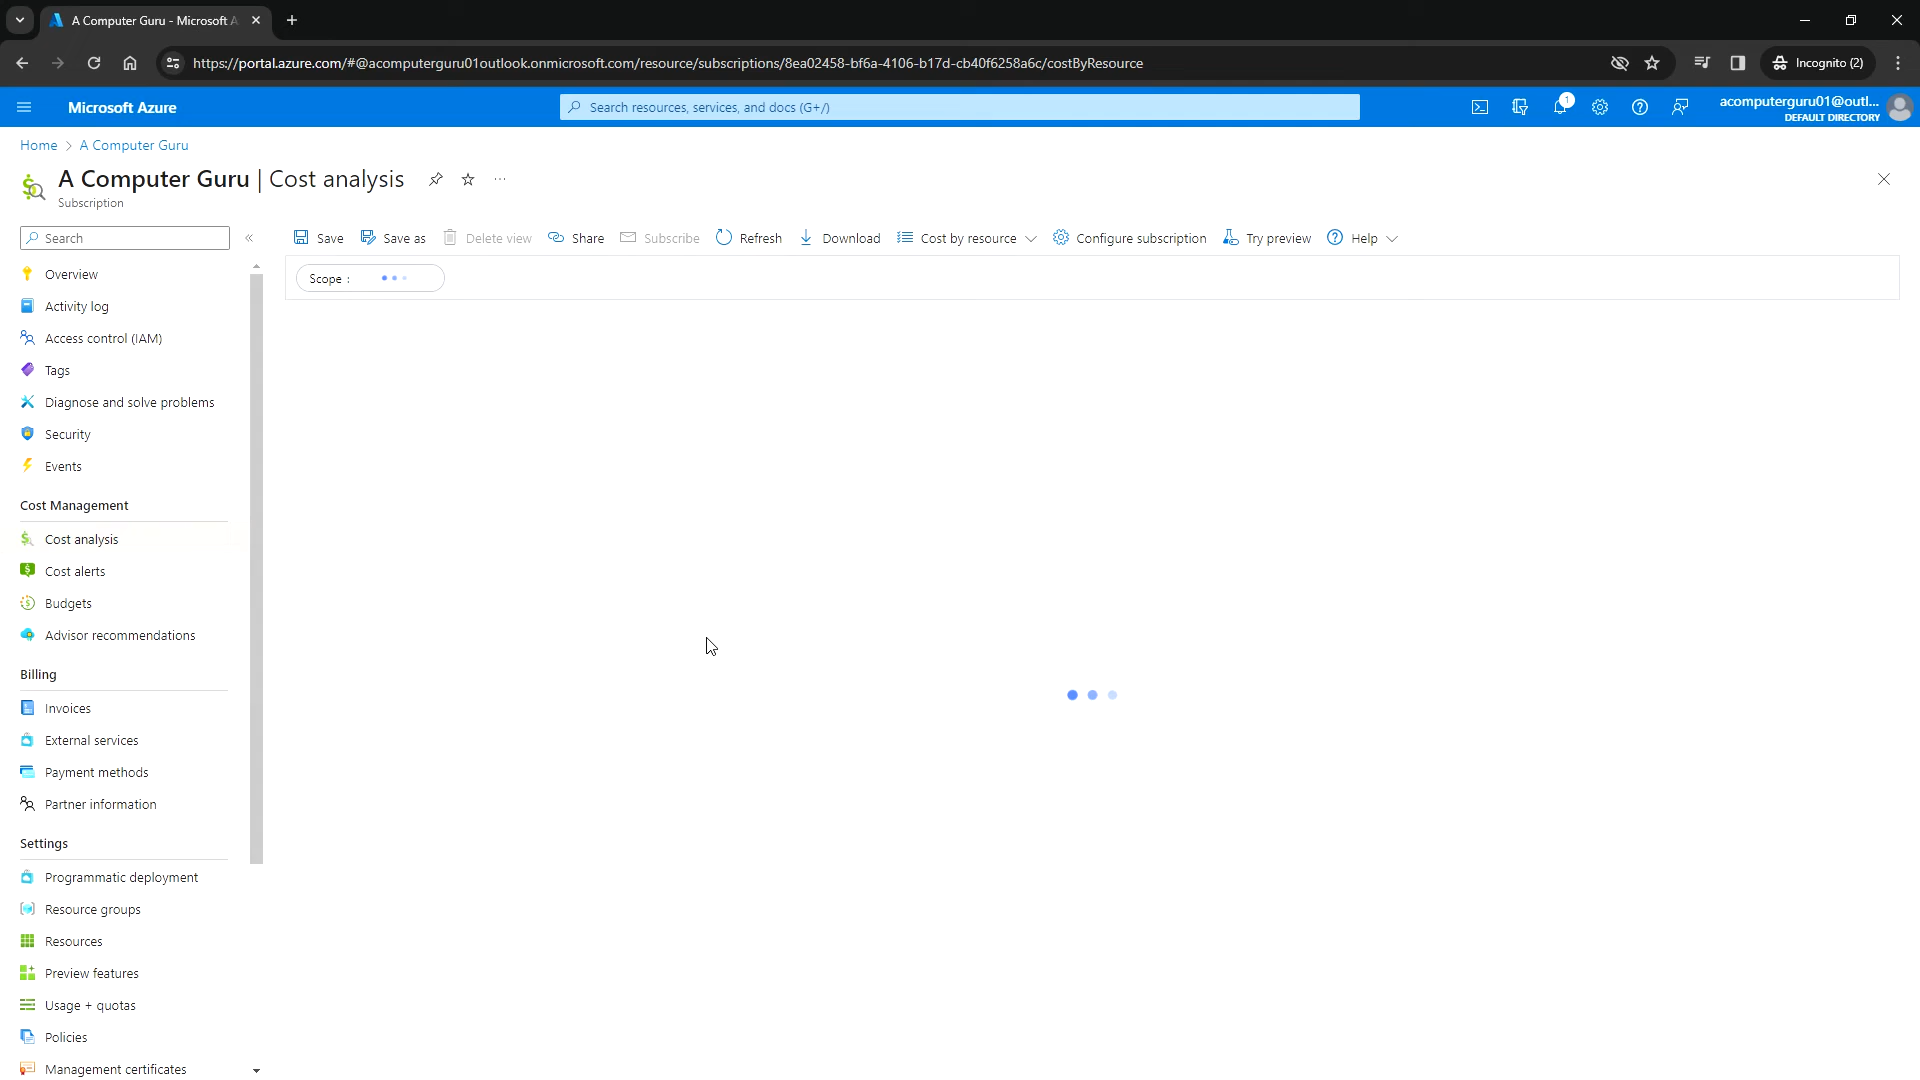 A Computer Guru - Microsoft A
https://portal.azure.com/#@acomputerguru01outlook.onmicrosoft.com/resource/subscriptions/8ea02458-bf6a-4106-b17d-cb40f6258a6c/costByResource
Incognito (2)
Microsoft Azure
Search resources, services, and docs (G+/)
1
acomputerguru01@outl...
DEFAULT DIRECTORY
Home > A Computer Guru
A Computer Guru | Cost analysis
Subscription
Search
Save Save as Delete view Share Subscribe Refresh Download Cost by resource Configure subscription Try preview Help
Scope :
Overview
Activity log
Access control (IAM)
Tags
Diagnose and solve problems
Security
Events
Cost Management
Cost analysis
Cost alerts
Budgets
Advisor recommendations
Billing
Invoices
External services
Payment methods
Partner information
Settings
Programmatic deployment
Resource groups
Resources
Preview features
Usage + quotas
Policies
Management certificates